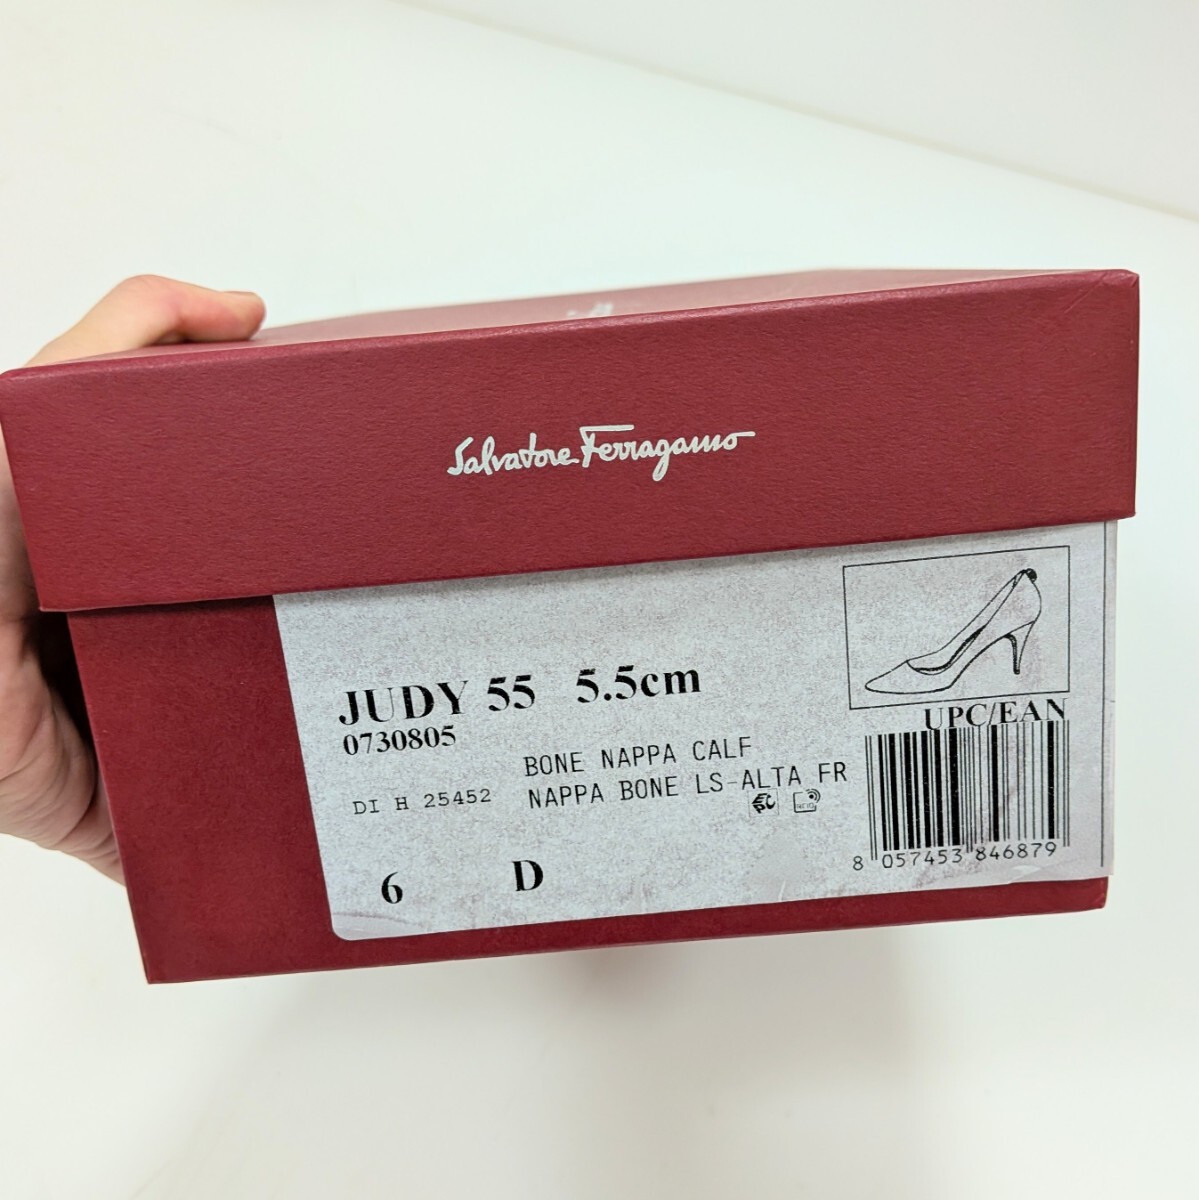 Salvatore Ferragamo
JUDY 55 5.5cm
0730805
UPC/EAN
BONE NAPPA CALF
DI H 25452 NAPPA BONE LS-ALTA FR
8 057453 846879
6 D